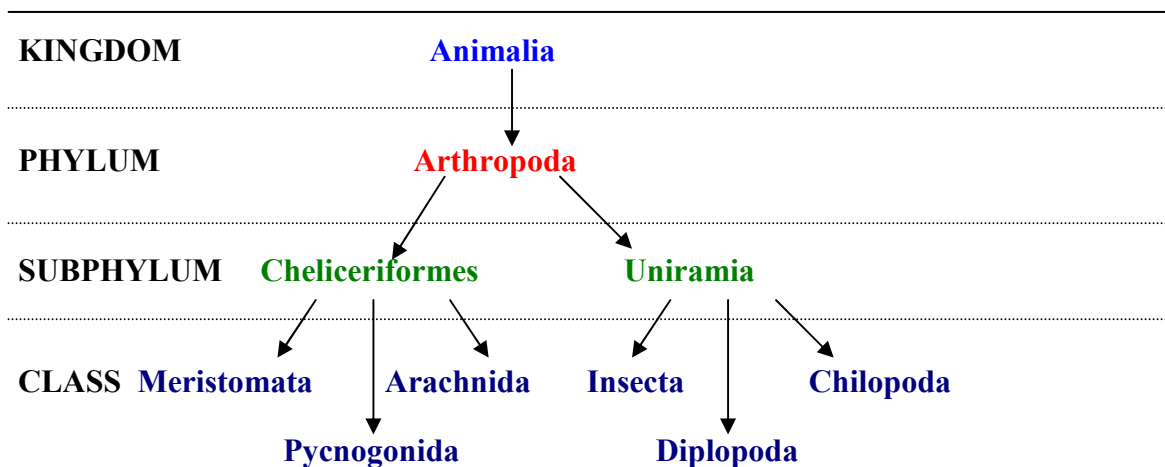 KINGDOM Animalia
PHYLUM Arthropoda
SUBPHYLUM Cheliceriformes Uniramia
CLASS Meristomata Arachnida Insecta Chilopoda
Pycnogonida Diplopoda